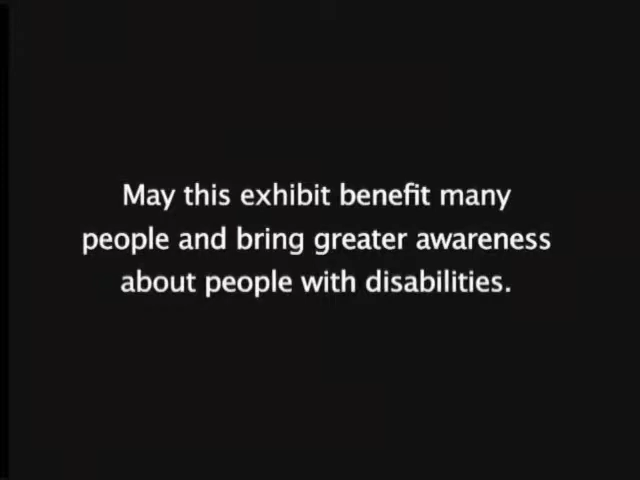 May this exhibit benefit many
people and bring greater awareness
about people with disabilities.